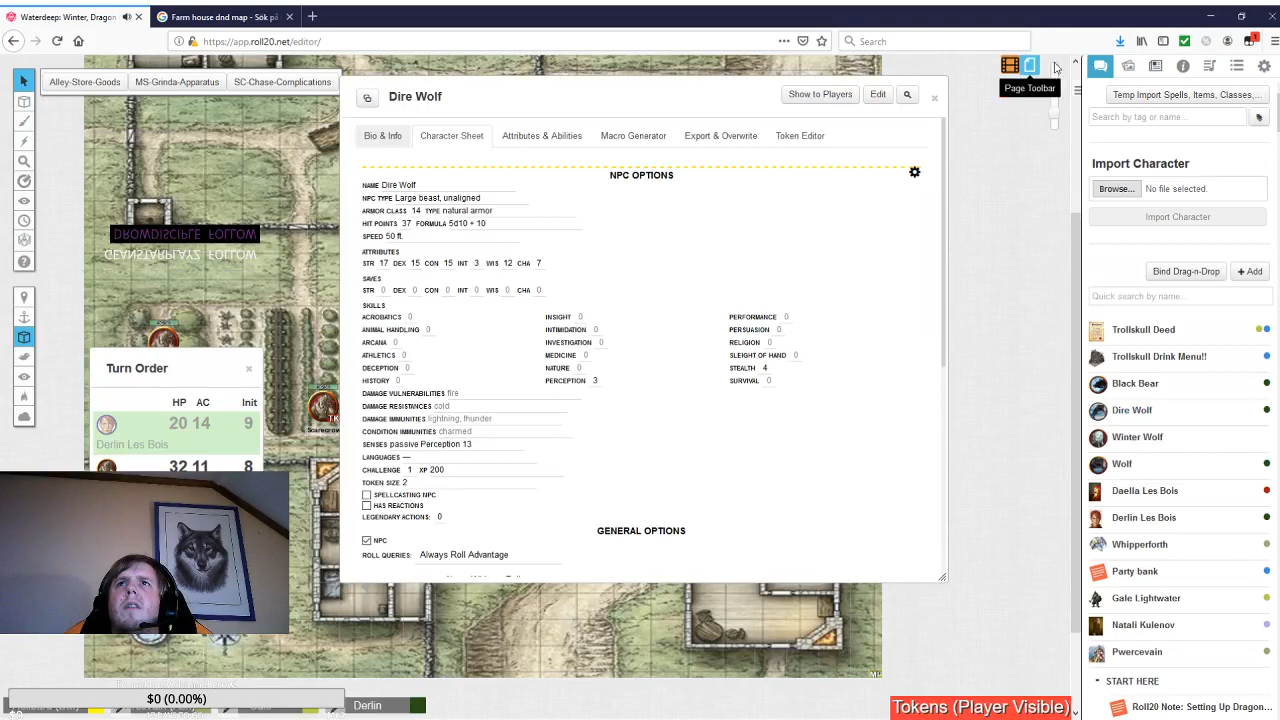 Waterdeep: Winter, Dragon
Farm house dnd map - Sök på
https://app.roll20.net/editor/
Search
Alley-Store-Goods
MS-Grinda-Apparatus
SC-Chase-Complications
Page Toolbar
Dire Wolf
Show to Players
Edit
Bio & Info
Character Sheet
Attributes & Abilities
Macro Generator
Export & Overwrite
Token Editor
NPC OPTIONS
NAME Dire Wolf
NPC TYPE Large beast, unaligned
ARMOR CLASS 14 TYPE natural armor
HIT POINTS 37 FORMULA 5d10 + 10
SPEED 50 ft.
ATTRIBUTES
STR 17 DEX 15 CON 15 INT 3 WIS 12 CHA 7
SAVES
STR 0 DEX 0 CON 0 INT 0 WIS 0 CHA 0
SKILLS
ACROBATICS 0 INSIGHT 0 PERFORMANCE 0
ANIMAL HANDLING 0 INTIMIDATION 0 PERSUASION 0
ARCANA 0 INVESTIGATION 0 RELIGION 0
ATHLETICS 0 MEDICINE 0 SLEIGHT OF HAND 0
DECEPTION 0 NATURE 0 STEALTH 4
HISTORY 0 PERCEPTION 3 SURVIVAL 0
DAMAGE VULNERABILITIES fire
DAMAGE RESISTANCES cold
DAMAGE IMMUNITIES lightning, thunder
CONDITION IMMUNITIES charmed
SENSES passive Perception 13
LANGUAGES —
CHALLENGE 1 XP 200
TOKEN SIZE 2
SPELLCASTING NPC
HAS REACTIONS
LEGENDARY ACTIONS: 0
GENERAL OPTIONS
NPC
ROLL QUERIES: Always Roll Advantage
DROWDISCIPLE FOLLOW
GEANSTARPLAYZ FOLLOW
Turn Order
HP AC Init
20 14 9
Derlin Les Bois
32 11 8
$0 (0.00%)
Derlin
Tokens (Player Visible)
Temp Import Spells, Items, Classes,...
Search by tag or name...
Import Character
Browse... No file selected.
Import Character
Bind Drag-n-Drop
+ Add
Quick search by name...
Trollskull Deed
Trollskull Drink Menu!!
Black Bear
Dire Wolf
Winter Wolf
Wolf
Daella Les Bois
Derlin Les Bois
Whipperforth
Party bank
Gale Lightwater
Natali Kulenov
Pwercevain
START HERE
Roll20 Note: Setting Up Dragon...